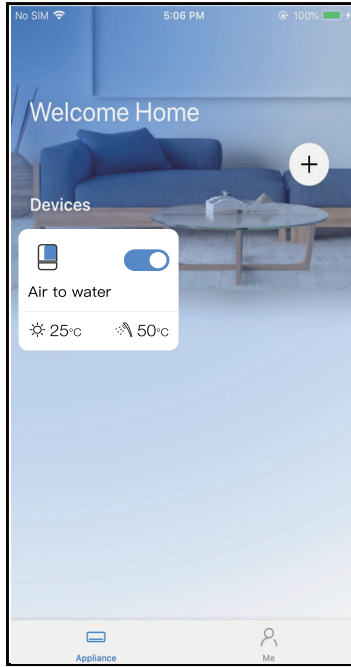 No SIM 5:06 PM 100%
Welcome Home
+
Devices
Air to water
25°C 50°C
Appliance Me